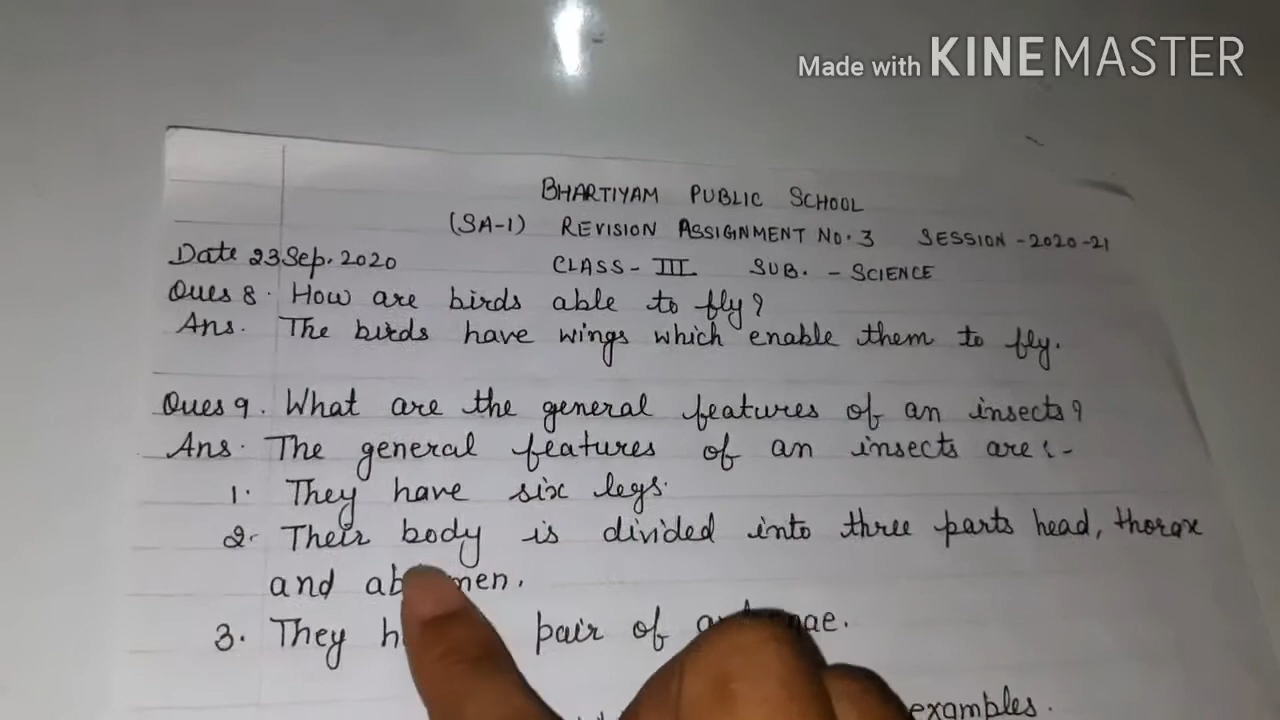 Made with KINEMASTER
BHARTIYAM PUBLIC SCHOOL
(SA-1) REVISION ASSIGNMENT NO.3 SESSION -2020-21
Date 23 Sep. 2020 CLASS- III SUB. - SCIENCE
Ques 8. How are birds able to fly?
Ans. The birds have wings which enable them to fly.
Ques 9. What are the general features of an insects?
Ans. The general features of an insects are :-
1. They have six legs.
2. Their body is divided into three parts head, thorax
and
3. They pair of
examples.